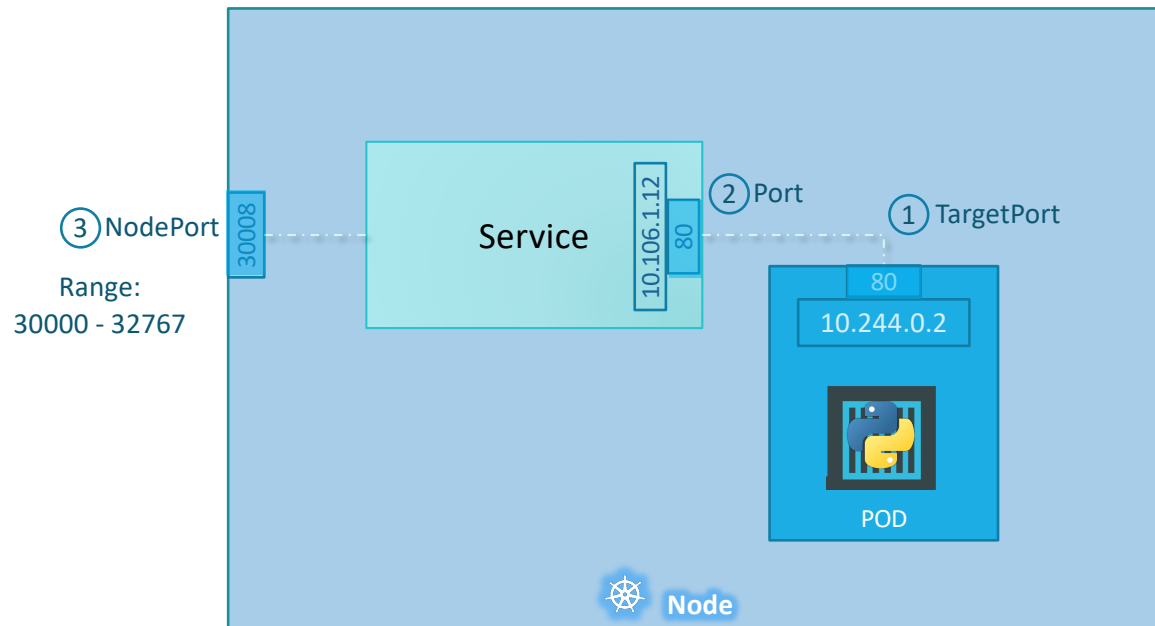 3 NodePort
Range:
30000 - 32767
30008
Service
10.106.1.12
80
2 Port
1 TargetPort
80
10.244.0.2
POD
Node